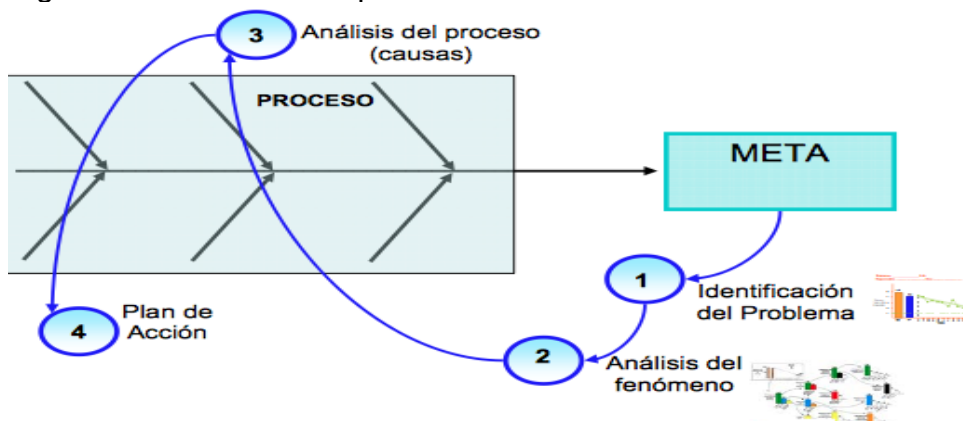 3
Análisis del proceso
(causas)
PROCESO
META
1
Identificación
del Problema
2
Análisis del
fenómeno
4
Plan de
Acción